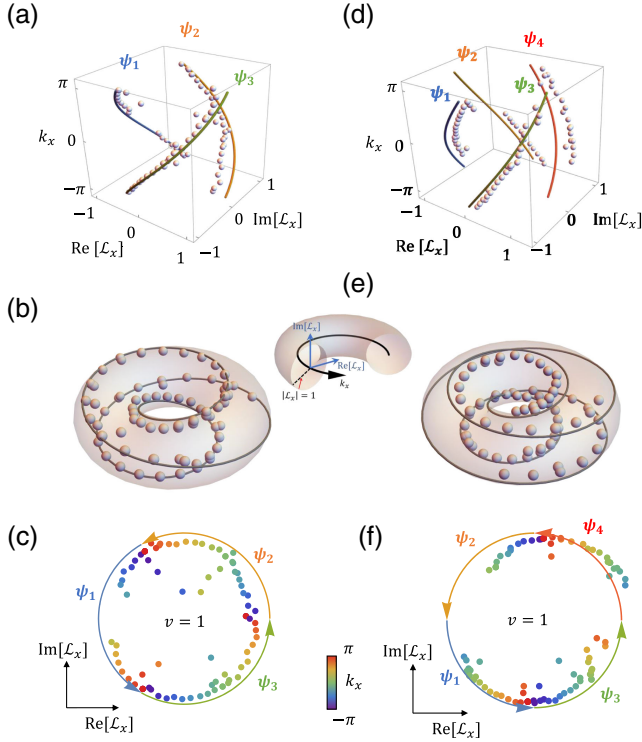 (a)
ψ₂
ψ₁
ψ₃
π
kₓ
0
−π
−1
0
1
Re [ℒₓ]
−1
0
1
Im[ℒₓ]
(d)
ψ₄
ψ₂
ψ₃
ψ₁
π
kₓ
0
−π
−1
0
1
Re [ℒₓ]
−1
0
1
Im[ℒₓ]
(b)
Im[ℒₓ]
Re[ℒₓ]
kₓ
|ℒₓ| = 1
(e)
(c)
ψ₂
ψ₁
v = 1
ψ₃
Im[ℒₓ]
Re[ℒₓ]
π
kₓ
−π
(f)
ψ₄
ψ₂
v = 1
ψ₁
ψ₃
Im[ℒₓ]
Re[ℒₓ]